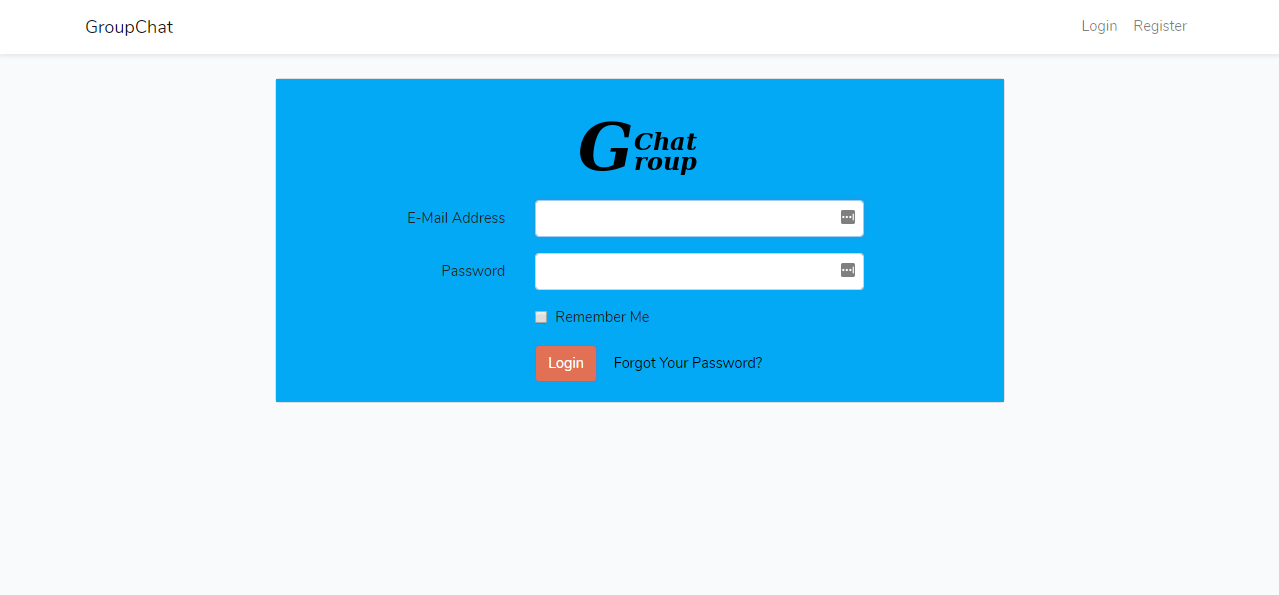 GroupChat
Login Register
G Chat
roup
E-Mail Address
Password
Remember Me
Login Forgot Your Password?